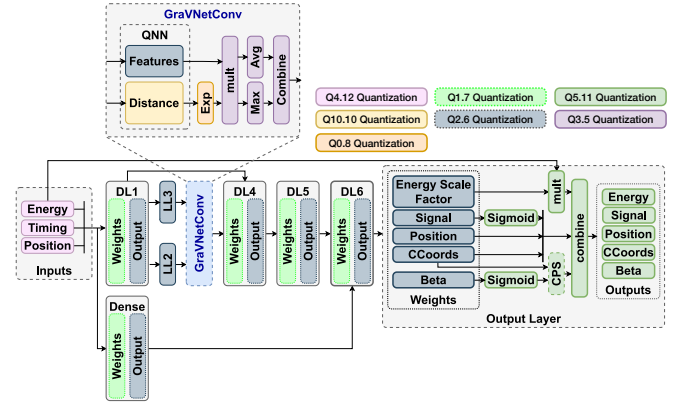 GraVNetConv
QNN
Features
Distance
Exp
mult
Avg
Max
Combine
Q4.12 Quantization
Q1.7 Quantization
Q5.11 Quantization
Q10.10 Quantization
Q2.6 Quantization
Q3.5 Quantization
Q0.8 Quantization
Inputs
Energy
Timing
Position
DL1
Weights
Output
LL3
LL2
GraVNetConv
DL4
Weights
Output
DL5
Weights
Output
DL6
Weights
Output
Dense
Weights
Output
Energy Scale
Factor
Signal
Position
CCoords
Beta
Weights
Sigmoid
Sigmoid
mult
CPS
combine
Energy
Signal
Position
CCoords
Beta
Outputs
Output Layer